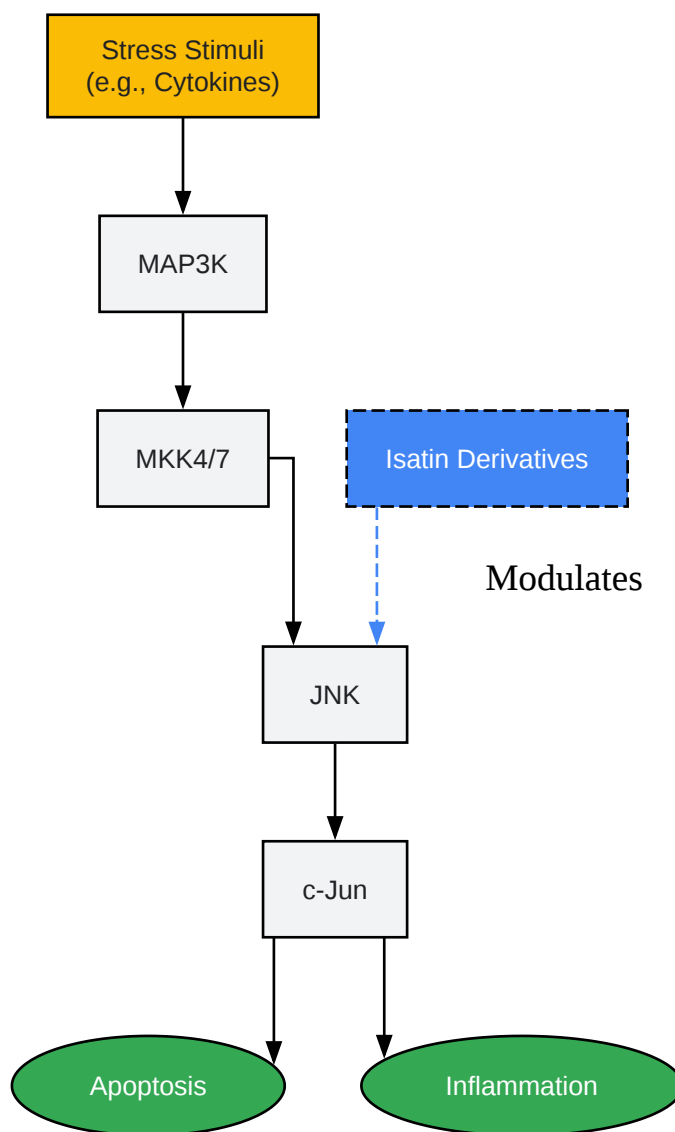 Stress Stimuli
(e.g., Cytokines)
MAP3K
MKK4/7
Isatin Derivatives
Modulates
JNK
c-Jun
Apoptosis
Inflammation